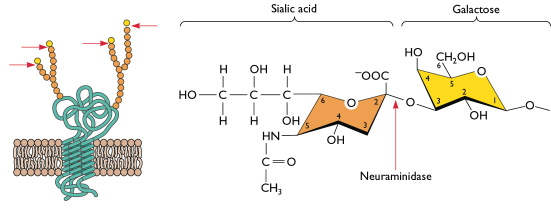 Sialic acid Galactose
HO
CH₂OH
6
H OH H ⁻OOC 4 5 O
HO C C C 6 O 2 O 3 2 1 O
H H OH 5 4 3 OH
HN OH
C=O Neuraminidase
CH₃